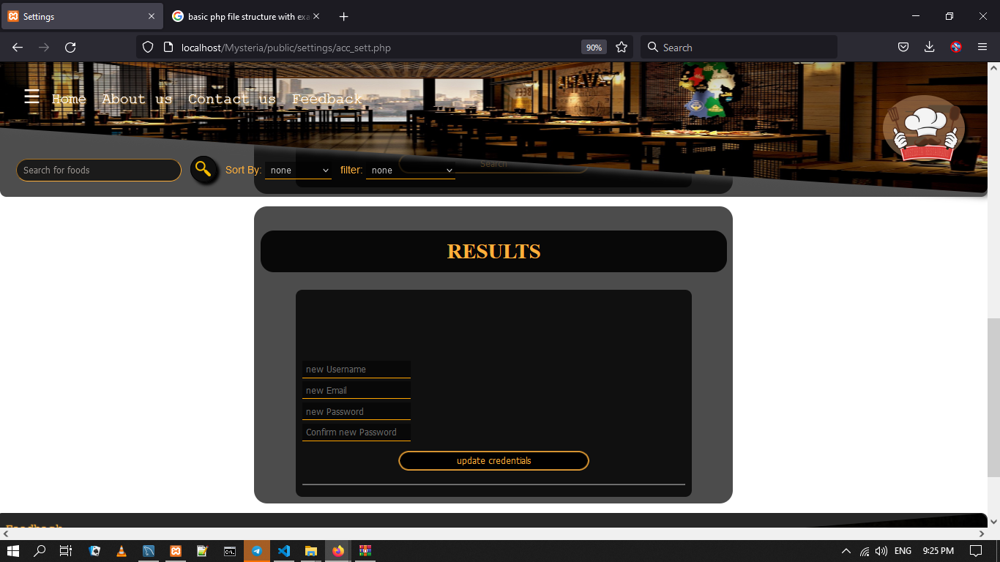 Settings
basic php file structure with exa
localhost/Mysteria/public/settings/acc_sett.php
90%
Search
Home About us Contact us Feedback
Search for foods
Sort By: none filter: none
Search
RESULTS
new Username
new Email
new Password
Confirm new Password
update credentials
Feedback
ENG 9:25 PM